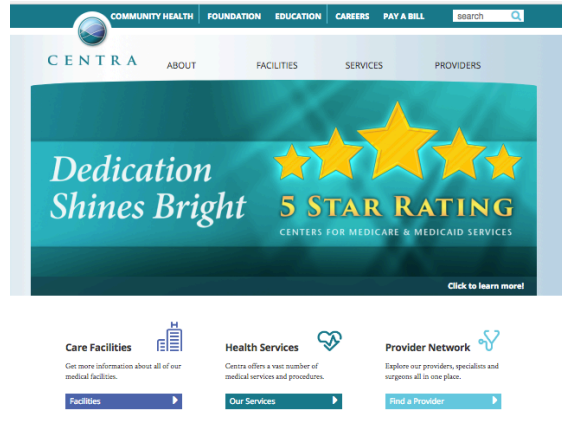 COMMUNITY HEALTH FOUNDATION EDUCATION CAREERS PAY A BILL search
CENTRA
ABOUT FACILITIES SERVICES PROVIDERS
Dedication
Shines Bright
5 STAR RATING
CENTERS FOR MEDICARE & MEDICAID SERVICES
Click to learn more!
Care Facilities
Get more information about all of our
medical facilities.
Facilities
Health Services
Centra offers a vast number of
medical services and procedures.
Our Services
Provider Network
Explore our providers, specialists and
surgeons all in one place.
Find a Provider